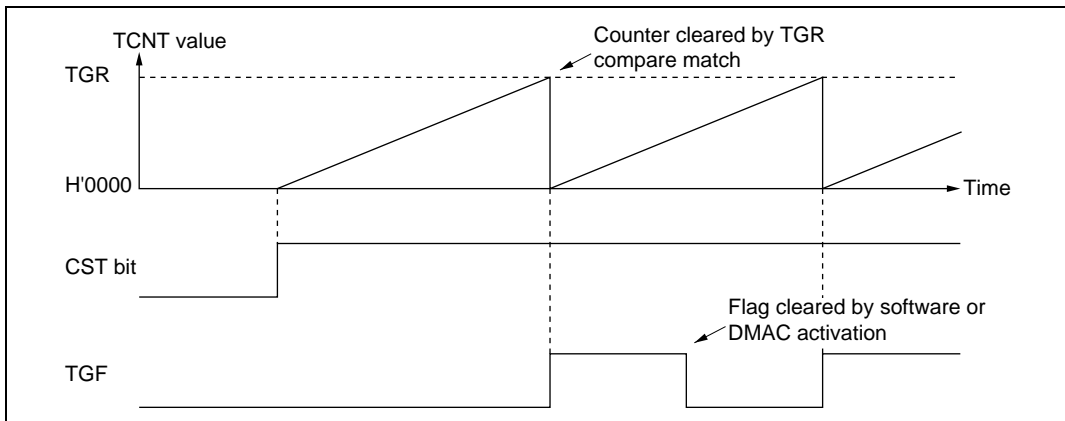 TCNT value
Counter cleared by TGR
compare match
TGR
H'0000
Time
CST bit
Flag cleared by software or
DMAC activation
TGF